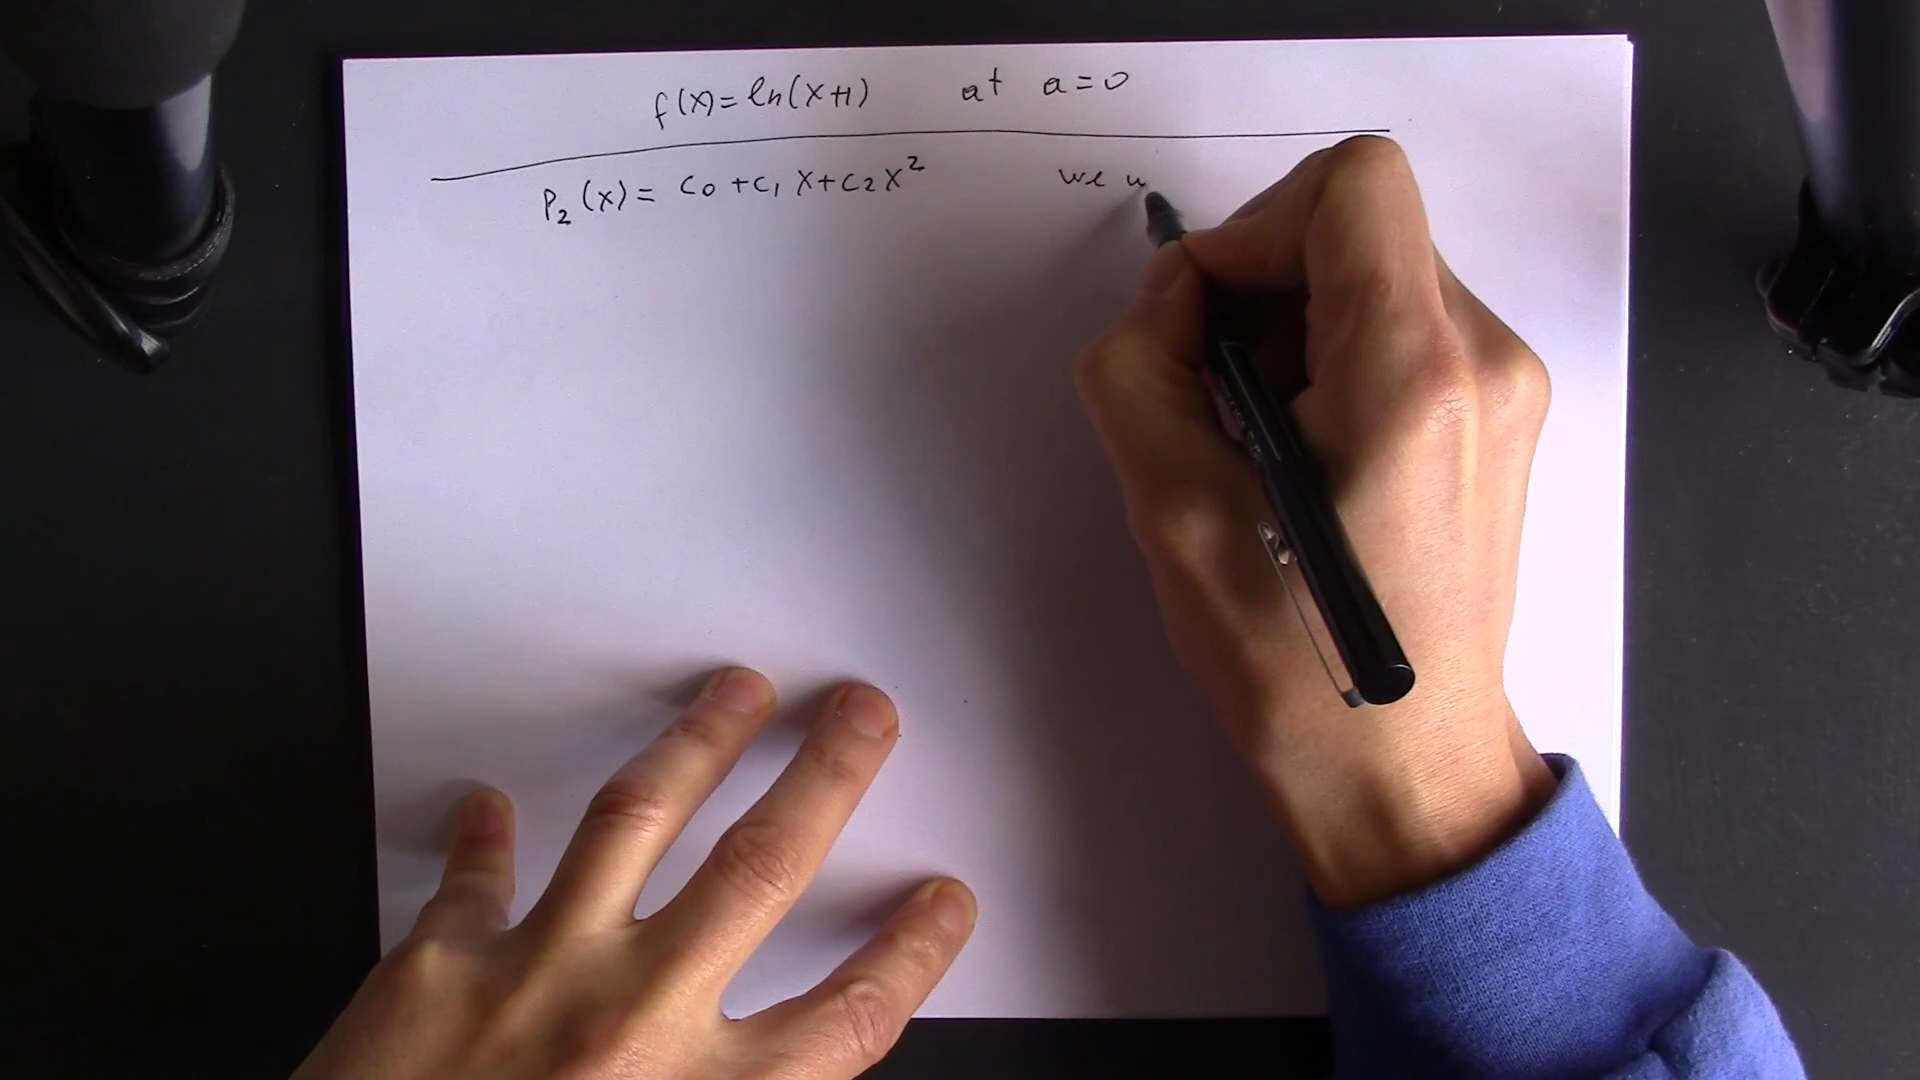 f(x)=ln(x+1) at a=0
P₂(x)= c₀+c₁x+c₂x² we